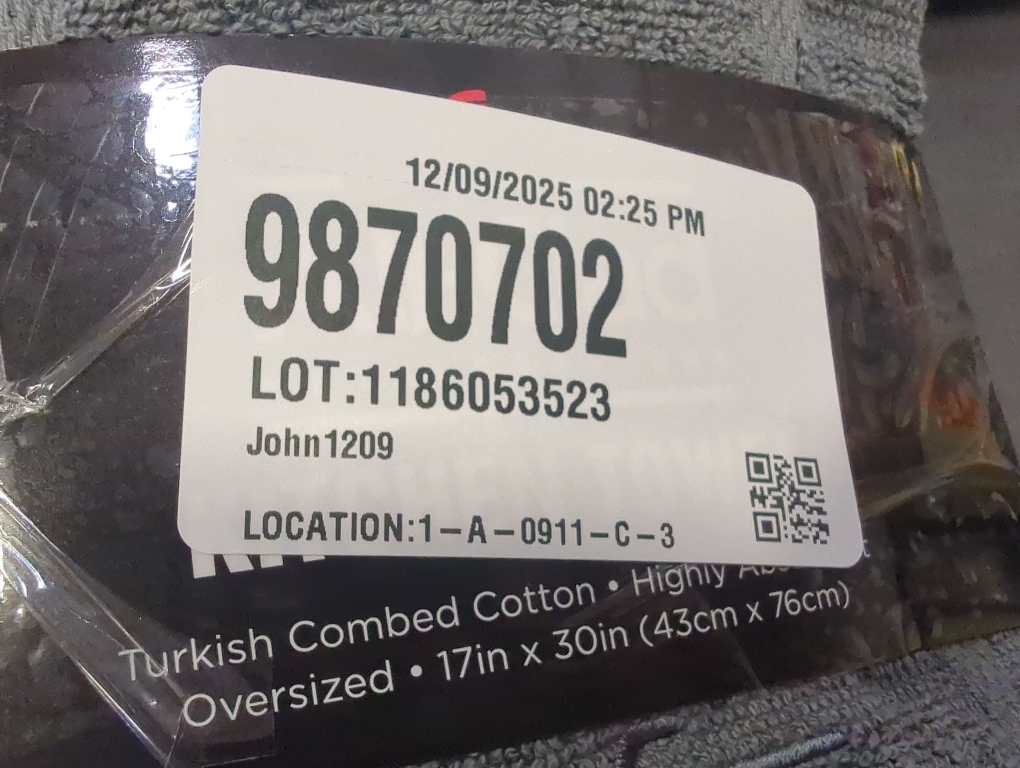 12/09/2025 02:25 PM
9870702
LOT:1186053523
John1209
LOCATION:1-A-0911-C-3
Turkish Combed Cotton • Highly
Oversized • 17in x 30in (43cm x 76cm)